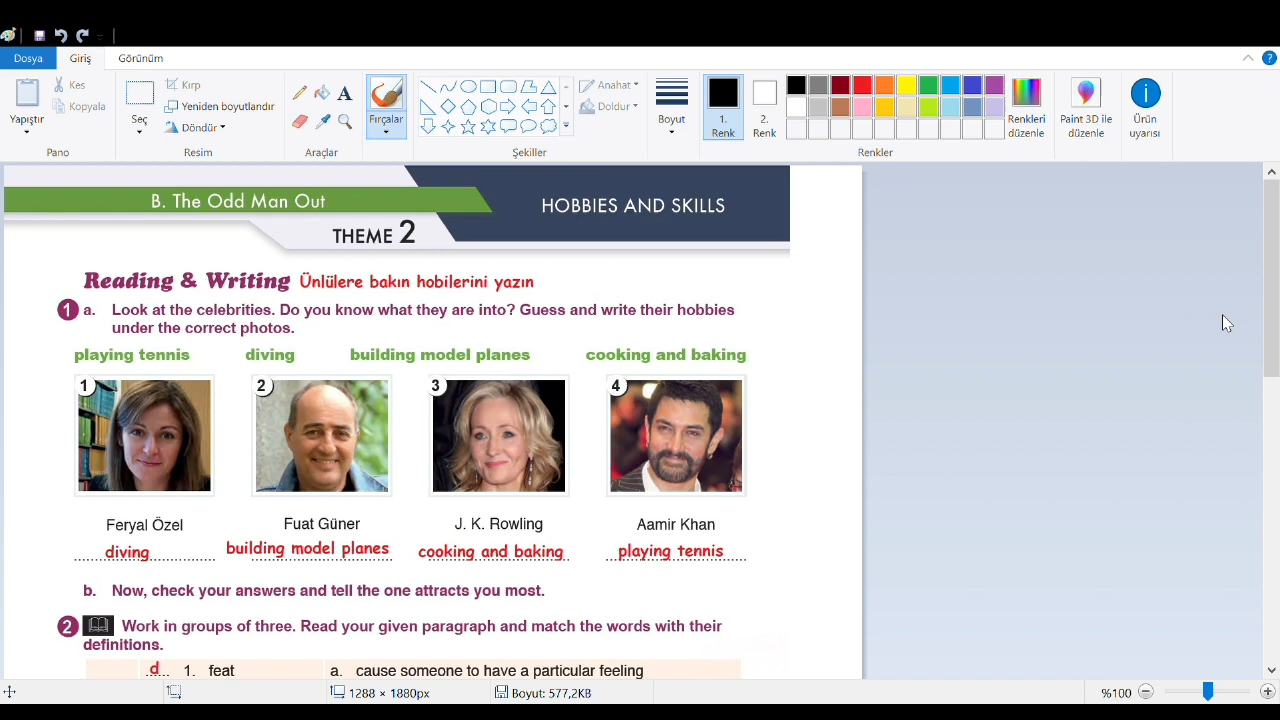 Dosya Giriş Görünüm
Yapıştır
Kes
Kopyala
Pano
Seç
Kırp
Yeniden boyutlandır
Döndür
Resim
A
Araçlar
Fırçalar
Şekiller
Anahat
Doldur
Boyut
1. Renk
2. Renk
Renkleri düzenle
Renkler
Paint 3D ile düzenle
Ürün uyarısı
B. The Odd Man Out
HOBBIES AND SKILLS
THEME 2
Reading & Writing Ünlülere bakın hobilerini yazın
1 a. Look at the celebrities. Do you know what they are into? Guess and write their hobbies
under the correct photos.
playing tennis diving building model planes cooking and baking
1 2 3 4
Feryal Özel Fuat Güner J. K. Rowling Aamir Khan
diving building model planes cooking and baking playing tennis
b. Now, check your answers and tell the one attracts you most.
2 Work in groups of three. Read your given paragraph and match the words with their
definitions.
d 1. feat a. cause someone to have a particular feeling
1288 × 1880px Boyut: 577,2KB %100